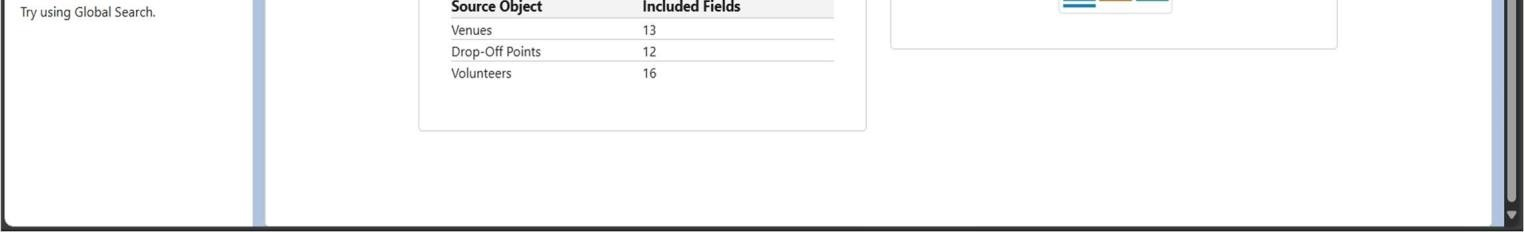 Try using Global Search.
Source Object Included Fields
Venues 13
Drop-Off Points 12
Volunteers 16